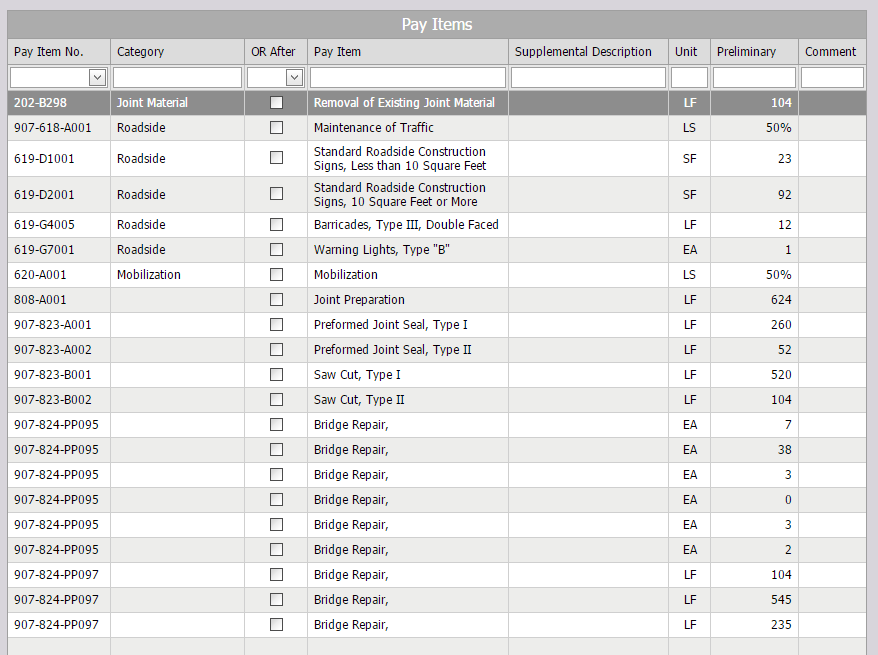 Pay Items
Pay Item No. Category OR After Pay Item Supplemental Description Unit Preliminary Comment
202-B298 Joint Material Removal of Existing Joint Material LF 104
907-618-A001 Roadside Maintenance of Traffic LS 50%
619-D1001 Roadside Standard Roadside Construction Signs, Less than 10 Square Feet SF 23
619-D2001 Roadside Standard Roadside Construction Signs, 10 Square Feet or More SF 92
619-G4005 Roadside Barricades, Type III, Double Faced LF 12
619-G7001 Roadside Warning Lights, Type "B" EA 1
620-A001 Mobilization Mobilization LS 50%
808-A001 Joint Preparation LF 624
907-823-A001 Preformed Joint Seal, Type I LF 260
907-823-A002 Preformed Joint Seal, Type II LF 52
907-823-B001 Saw Cut, Type I LF 520
907-823-B002 Saw Cut, Type II LF 104
907-824-PP095 Bridge Repair, EA 7
907-824-PP095 Bridge Repair, EA 38
907-824-PP095 Bridge Repair, EA 3
907-824-PP095 Bridge Repair, EA 0
907-824-PP095 Bridge Repair, EA 3
907-824-PP095 Bridge Repair, EA 2
907-824-PP097 Bridge Repair, LF 104
907-824-PP097 Bridge Repair, LF 545
907-824-PP097 Bridge Repair, LF 235